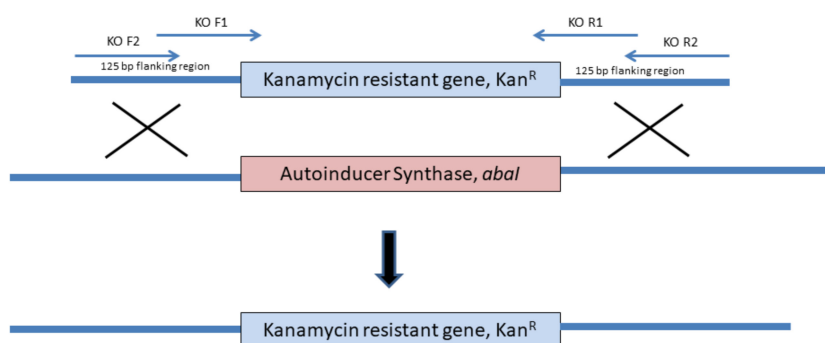 KO F1
KO R1
KO F2
KO R2
125 bp flanking region
125 bp flanking region
Kanamycin resistant gene, Kanᴿ
Autoinducer Synthase, abaI
Kanamycin resistant gene, Kanᴿ